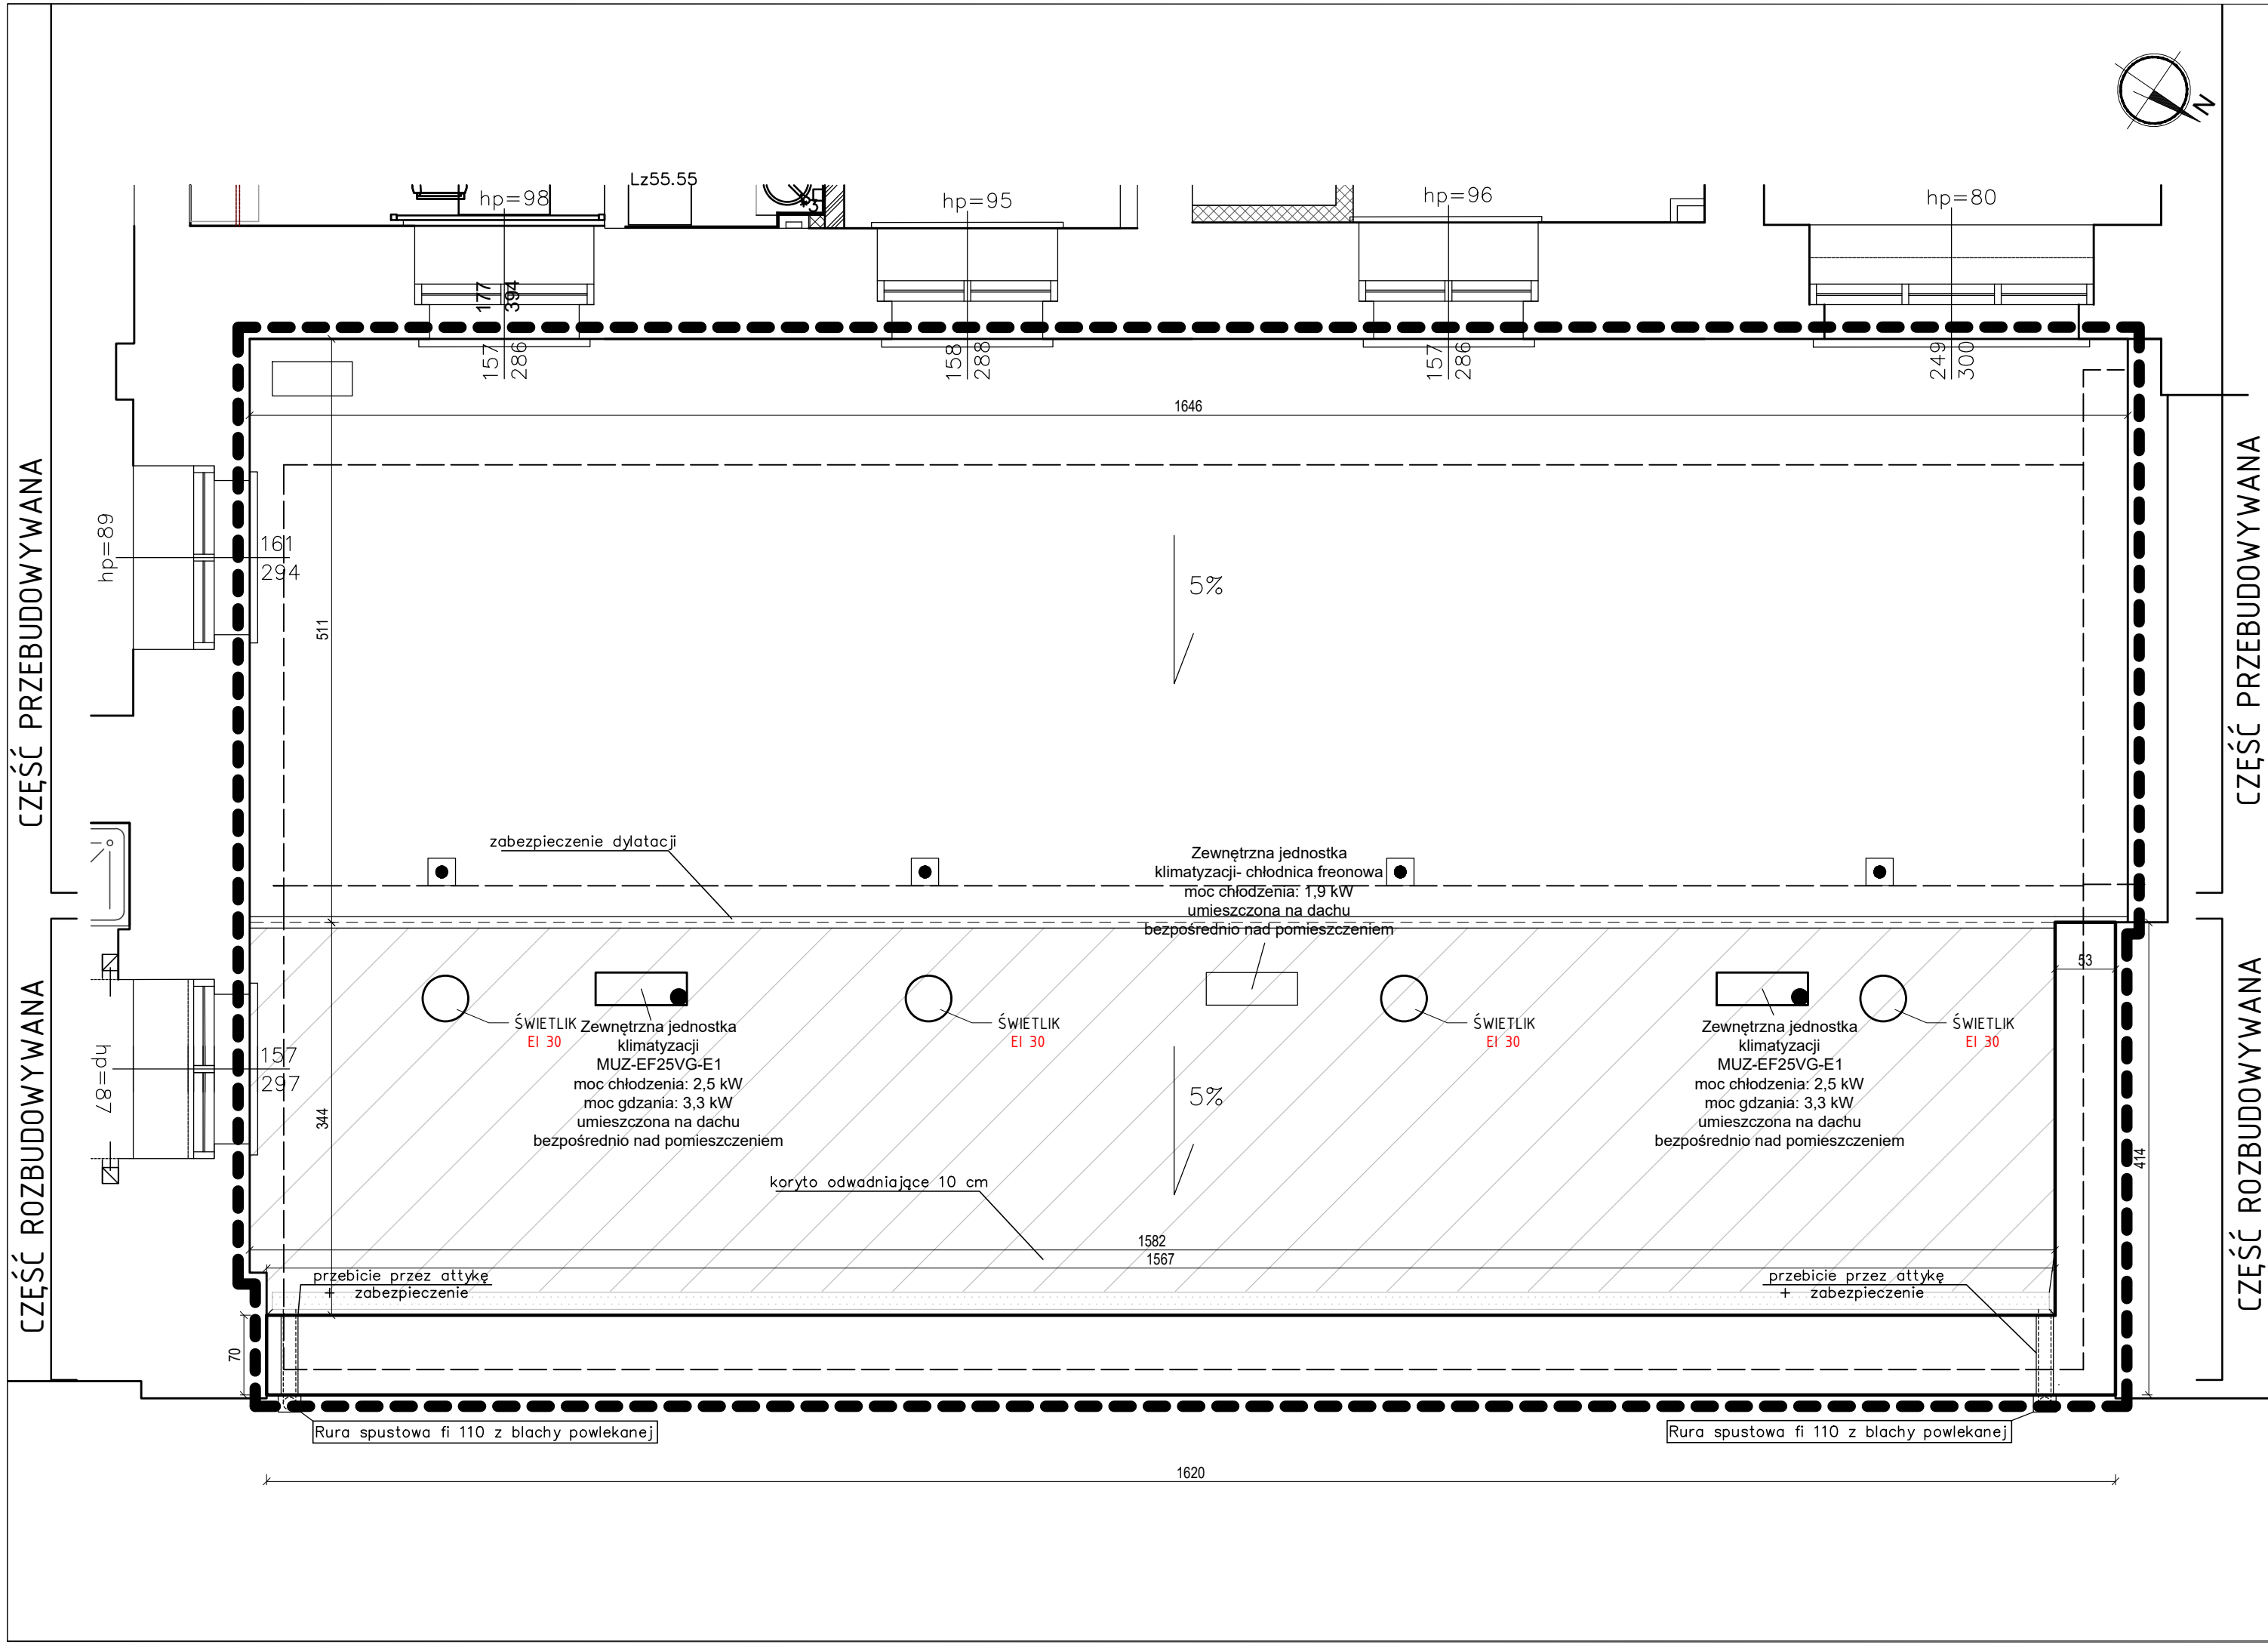 N
Lz55.55
hp=98
hp=95
hp=96
hp=80
177
394
157
286
158
288
157
286
249
300
1646
CZĘŚĆ PRZEBUDOWYWANA
CZĘŚĆ PRZEBUDOWYWANA
hp=89
161
294
511
5%
zabezpieczenie dylatacji
Zewnętrzna jednostka
klimatyzacji- chłodnica freonowa
moc chłodzenia: 1,9 kW
umieszczona na dachu
bezpośrednio nad pomieszczeniem
53
ŚWIETLIK
EI 30
ŚWIETLIK
EI 30
ŚWIETLIK
EI 30
ŚWIETLIK
EI 30
Zewnętrzna jednostka
klimatyzacji
MUZ-EF25VG-E1
moc chłodzenia: 2,5 kW
moc gdzania: 3,3 kW
umieszczona na dachu
bezpośrednio nad pomieszczeniem
Zewnętrzna jednostka
klimatyzacji
MUZ-EF25VG-E1
moc chłodzenia: 2,5 kW
moc gdzania: 3,3 kW
umieszczona na dachu
bezpośrednio nad pomieszczeniem
CZĘŚĆ ROZBUDOWYWANA
CZĘŚĆ ROZBUDOWYWANA
hp=87
157
297
344
5%
414
koryto odwadniające 10 cm
1582
1567
przebicie przez attykę
+ zabezpieczenie
przebicie przez attykę
+ zabezpieczenie
70
Rura spustowa fi 110 z blachy powlekanej
Rura spustowa fi 110 z blachy powlekanej
1620